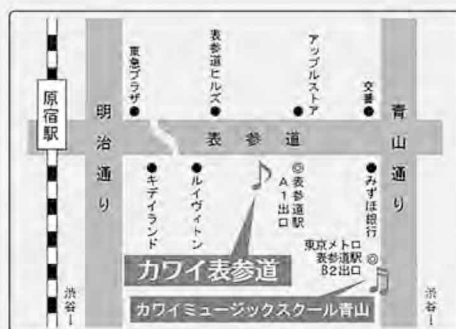 原宿駅
明治通り
東急プラザ
表参道ヒルズ
アップルストア
交番
青山通り
表参道
キデイランド
ルイヴィトン
◎表参道駅
A1出口
みずほ銀行
東京メトロ
表参道駅◎
B2出口
カワイ表参道
カワイミュージックスクール青山
渋谷→
渋谷→